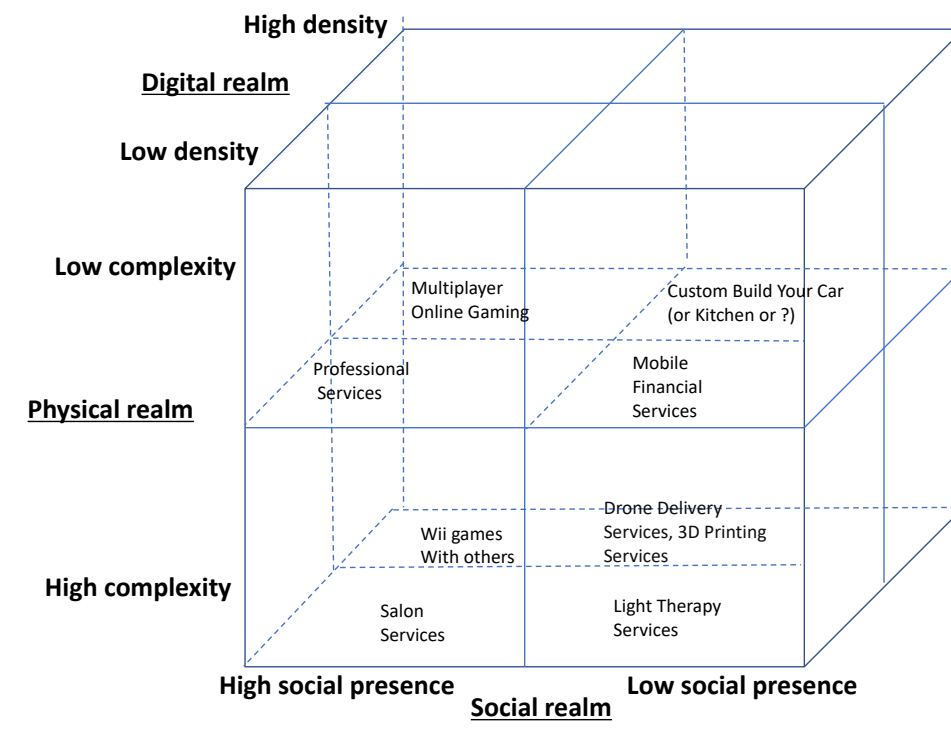 High density
Digital realm
Low density
Low complexity
Multiplayer
Online Gaming
Custom Build Your Car
(or Kitchen or ?)
Professional
Services
Mobile
Financial
Services
Physical realm
Wii games
With others
Drone Delivery
Services, 3D Printing
Services
High complexity
Salon
Services
Light Therapy
Services
High social presence
Low social presence
Social realm